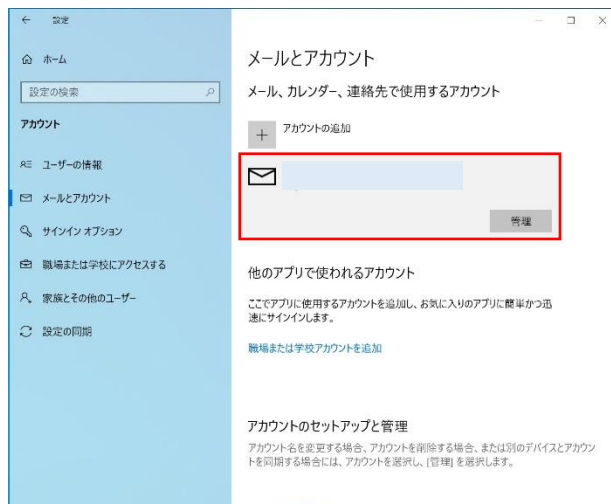 設定
ホーム
設定の検索
アカウント
ユーザーの情報
メールとアカウント
サインイン オプション
職場または学校にアクセスする
家族とその他のユーザー
設定の同期
メールとアカウント
メール、カレンダー、連絡先で使用するアカウント
アカウントの追加
管理
他のアプリで使われるアカウント
ここでアプリに使用するアカウントを追加し、お気に入りのアプリに簡単かつ迅
速にサインインします。
職場または学校アカウントを追加
アカウントのセットアップと管理
アカウント名を変更する場合、アカウントを削除する場合、または別のデバイスとアカウン
トを同期する場合には、アカウントを選択し、[管理] を選択します。